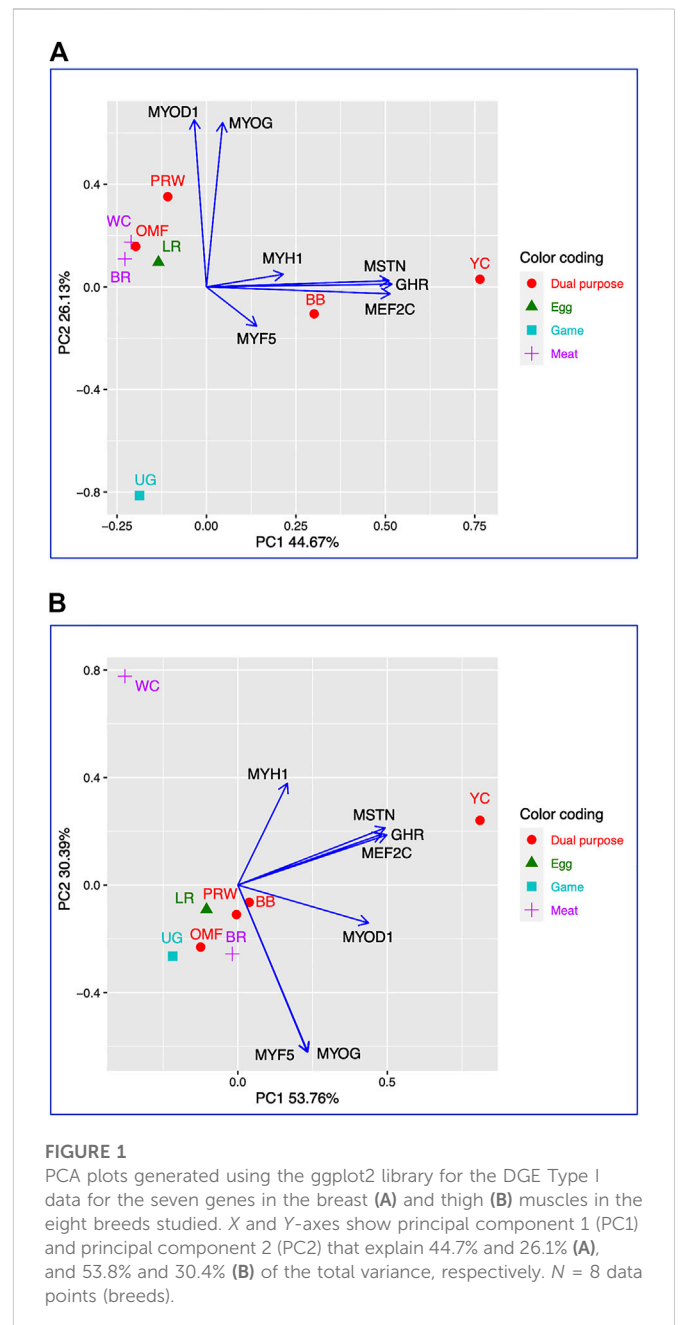 A
MYOD1
MYOG
PRW
WC
OMF
LR
BR
MYH1
MSTN
GHR
YC
BB
MEF2C
MYF5
UG
0.4
0.0
−0.4
−0.8
PC2 26.13%
−0.25
0.00
0.25
0.50
0.75
PC1 44.67%
Color coding
Dual purpose
Egg
Game
Meat
B
WC
MYH1
YC
MSTN
GHR
MEF2C
LR
PRW
BB
UG
OMF
BR
MYOD1
MYF5
MYOG
0.8
0.4
0.0
−0.4
PC2 30.39%
0.0
0.5
PC1 53.76%
Color coding
Dual purpose
Egg
Game
Meat
FIGURE 1
PCA plots generated using the ggplot2 library for the DGE Type I
data for the seven genes in the breast (A) and thigh (B) muscles in the
eight breeds studied. X and Y-axes show principal component 1 (PC1)
and principal component 2 (PC2) that explain 44.7% and 26.1% (A),
and 53.8% and 30.4% (B) of the total variance, respectively. N = 8 data
points (breeds).